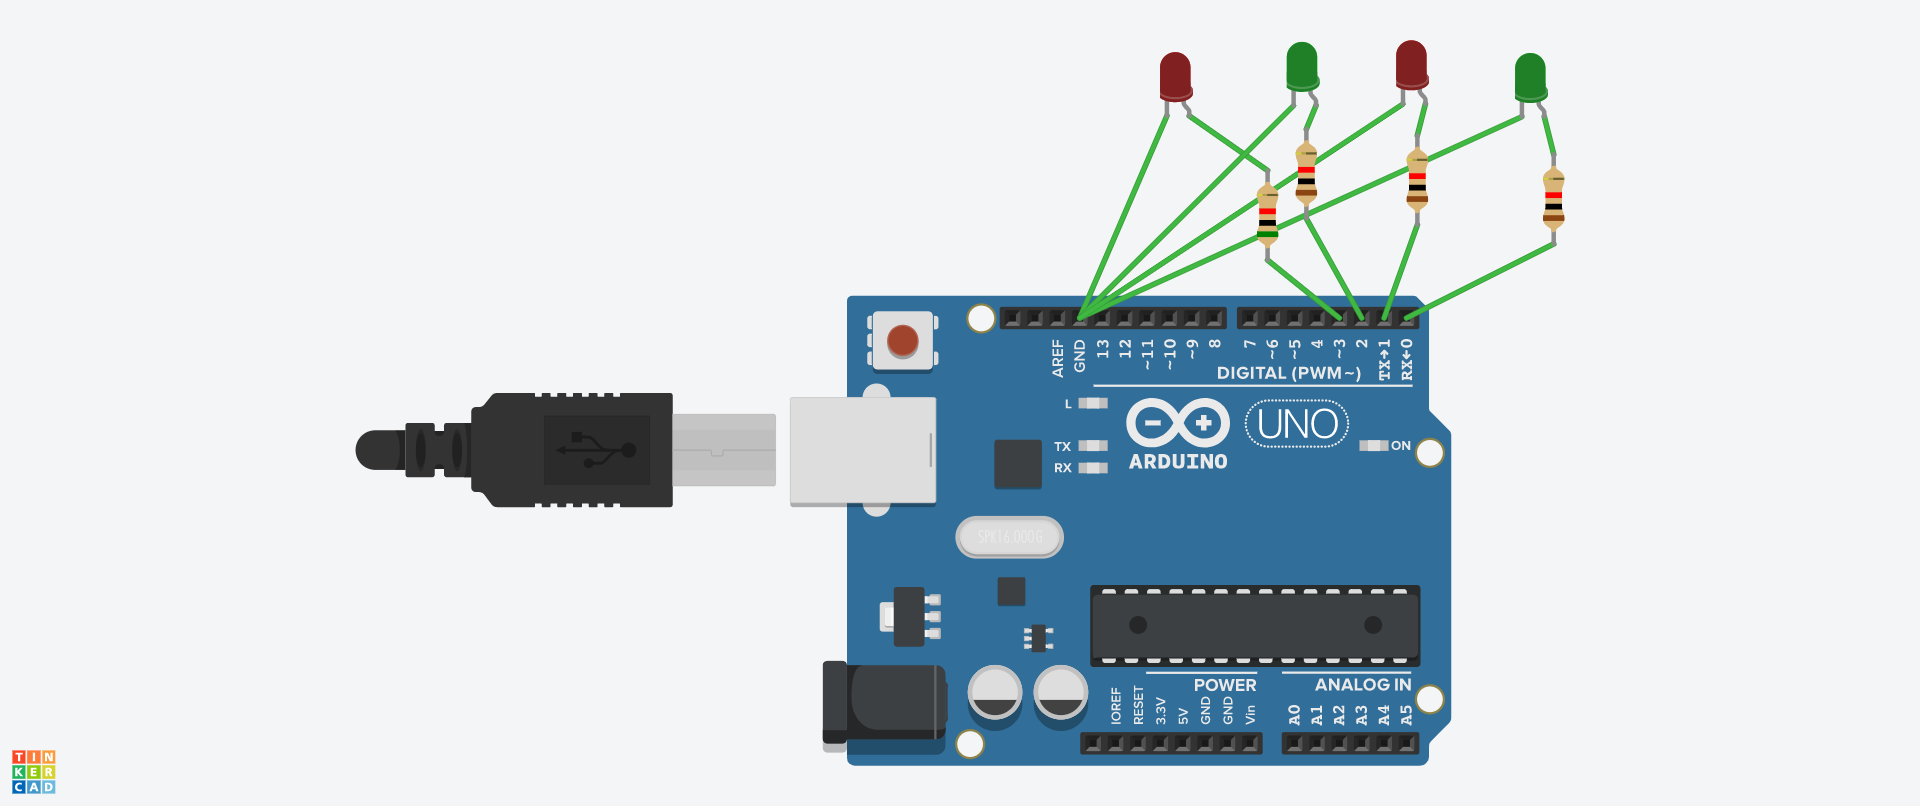 AREF
GND
13
12
~11
~10
~9
8
7
~6
~5
4
~3
2
TX→1
RX←0
DIGITAL (PWM~)
L
TX
RX
UNO
ON
ARDUINO
SPK16.000G
POWER
ANALOG IN
IOREF
RESET
3.3V
5V
GND
GND
Vin
A0
A1
A2
A3
A4
A5
TIN
KER
CAD